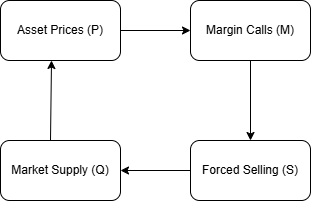 Asset Prices (P)
Margin Calls (M)
Market Supply (Q)
Forced Selling (S)